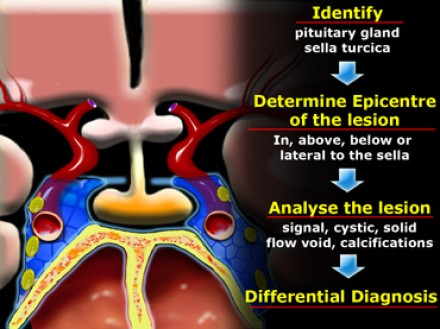 Identify
pituitary gland
sella turcica
Determine Epicentre
of the lesion
In, above, below or
lateral to the sella
Analyse the lesion
signal, cystic, solid
flow void, calcifications
Differential Diagnosis